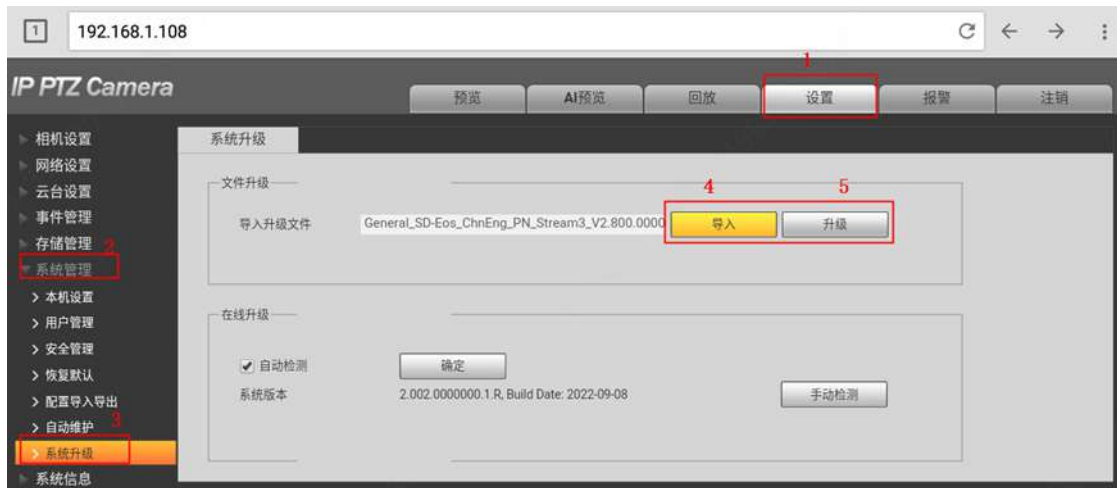 1 192.168.1.108
1
IP PTZ Camera
预览 AI预览 回放 设置 报警 注销
相机设置
网络设置
云台设置
事件管理
存储管理
2
系统管理
本机设置
用户管理
安全管理
恢复默认
配置导入导出
自动维护
3
系统升级
系统信息
系统升级
文件升级
4 5
导入升级文件 General_SD-Eos_ChnEng_PN_Stream3_V2.800.0000 导入 升级
在线升级
自动检测 确定
系统版本 2.002.0000000.1.R, Build Date: 2022-09-08 手动检测